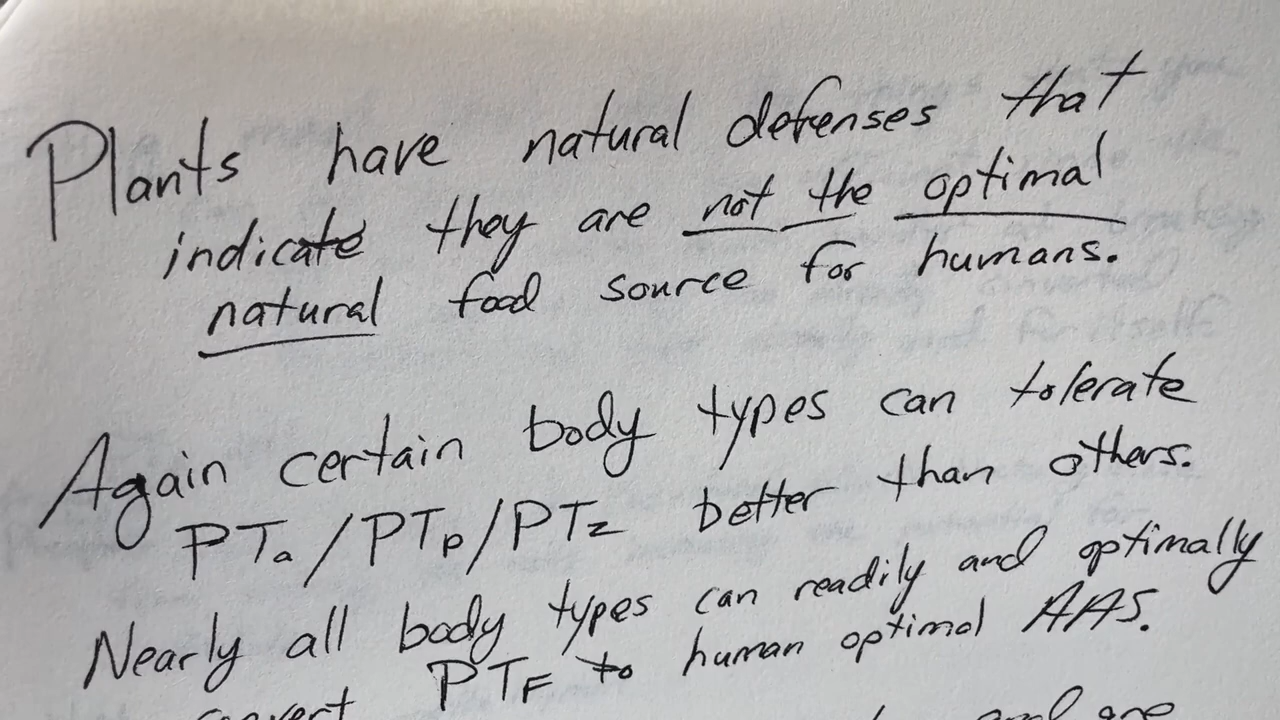 Plants have natural defenses that
indicate they are not the optimal
natural food source for humans.
Again certain body types can tolerate
PTa/PTp/PTz better than others.
Nearly all body types can readily and optimally
convert PTF to human optimal AAS.
and are